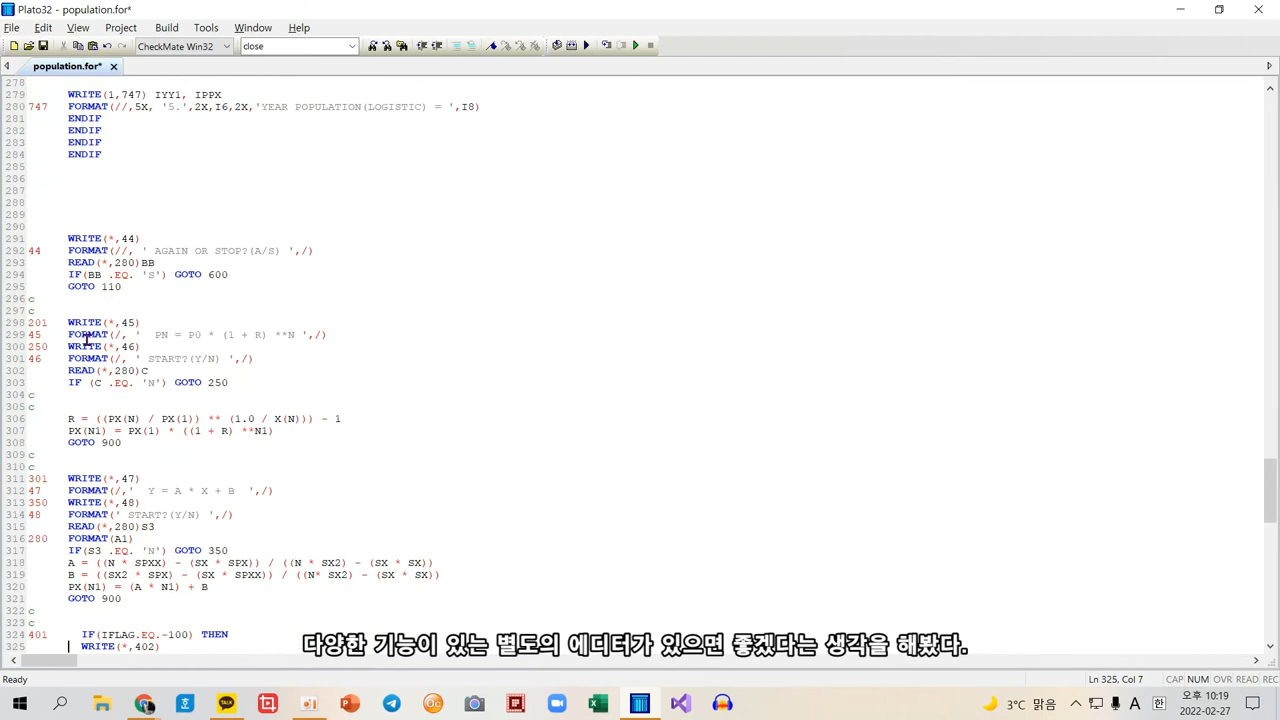 Plato32 - population.for*
File Edit View Project Build Tools Window Help
CheckMate Win32 close
population.for*
278
279 WRITE(1,747) IYY1, IPPX
280 747 FORMAT(//,5X, '5.',2X,I6,2X,'YEAR POPULATION(LOGISTIC) = ',I8)
281 ENDIF
282 ENDIF
283 ENDIF
284 ENDIF
285
286
287
288
289
290
291 WRITE(*,44)
292 44 FORMAT(//, ' AGAIN OR STOP?(A/S) ',/)
293 READ(*,280)BB
294 IF(BB .EQ. 'S') GOTO 600
295 GOTO 110
296 c
297 c
298 201 WRITE(*,45)
299 45 FORMAT(/, '  PN = P0 * (1 + R) **N ',/)
300 250 WRITE(*,46)
301 46 FORMAT(/, ' START?(Y/N) ',/)
302 READ(*,280)C
303 IF (C .EQ. 'N') GOTO 250
304 c
305 c
306 R = ((PX(N) / PX(1)) ** (1.0 / X(N))) - 1
307 PX(N1) = PX(1) * ((1 + R) **N1)
308 GOTO 900
309 c
310 c
311 301 WRITE(*,47)
312 47 FORMAT(/,'  Y = A * X + B  ',/)
313 350 WRITE(*,48)
314 48 FORMAT(' START?(Y/N) ',/)
315 READ(*,280)S3
316 280 FORMAT(A1)
317 IF(S3 .EQ. 'N') GOTO 350
318 A = ((N * SPXX) - (SX * SPX)) / ((N * SX2) - (SX * SX))
319 B = ((SX2 * SPX) - (SX * SPXX)) / ((N* SX2) - (SX * SX))
320 PX(N1) = (A * N1) + B
321 GOTO 900
322 c
323 c
324 401 IF(IFLAG.EQ.-100) THEN
325 WRITE(*,402)
다양한 기능이 있는 별도의 에디터가 있으면 좋겠다는 생각을 해봤다.
Ready Ln 325, Col 7 CAP NUM OVR READ REC
3°C 맑음 A 한 오후 10:19
2022-02-27